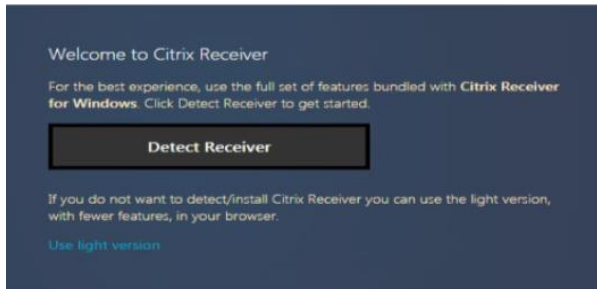 Welcome to Citrix Receiver
For the best experience, use the full set of features bundled with Citrix Receiver
for Windows. Click Detect Receiver to get started.
Detect Receiver
If you do not want to detect/install Citrix Receiver you can use the light version,
with fewer features, in your browser.
Use light version